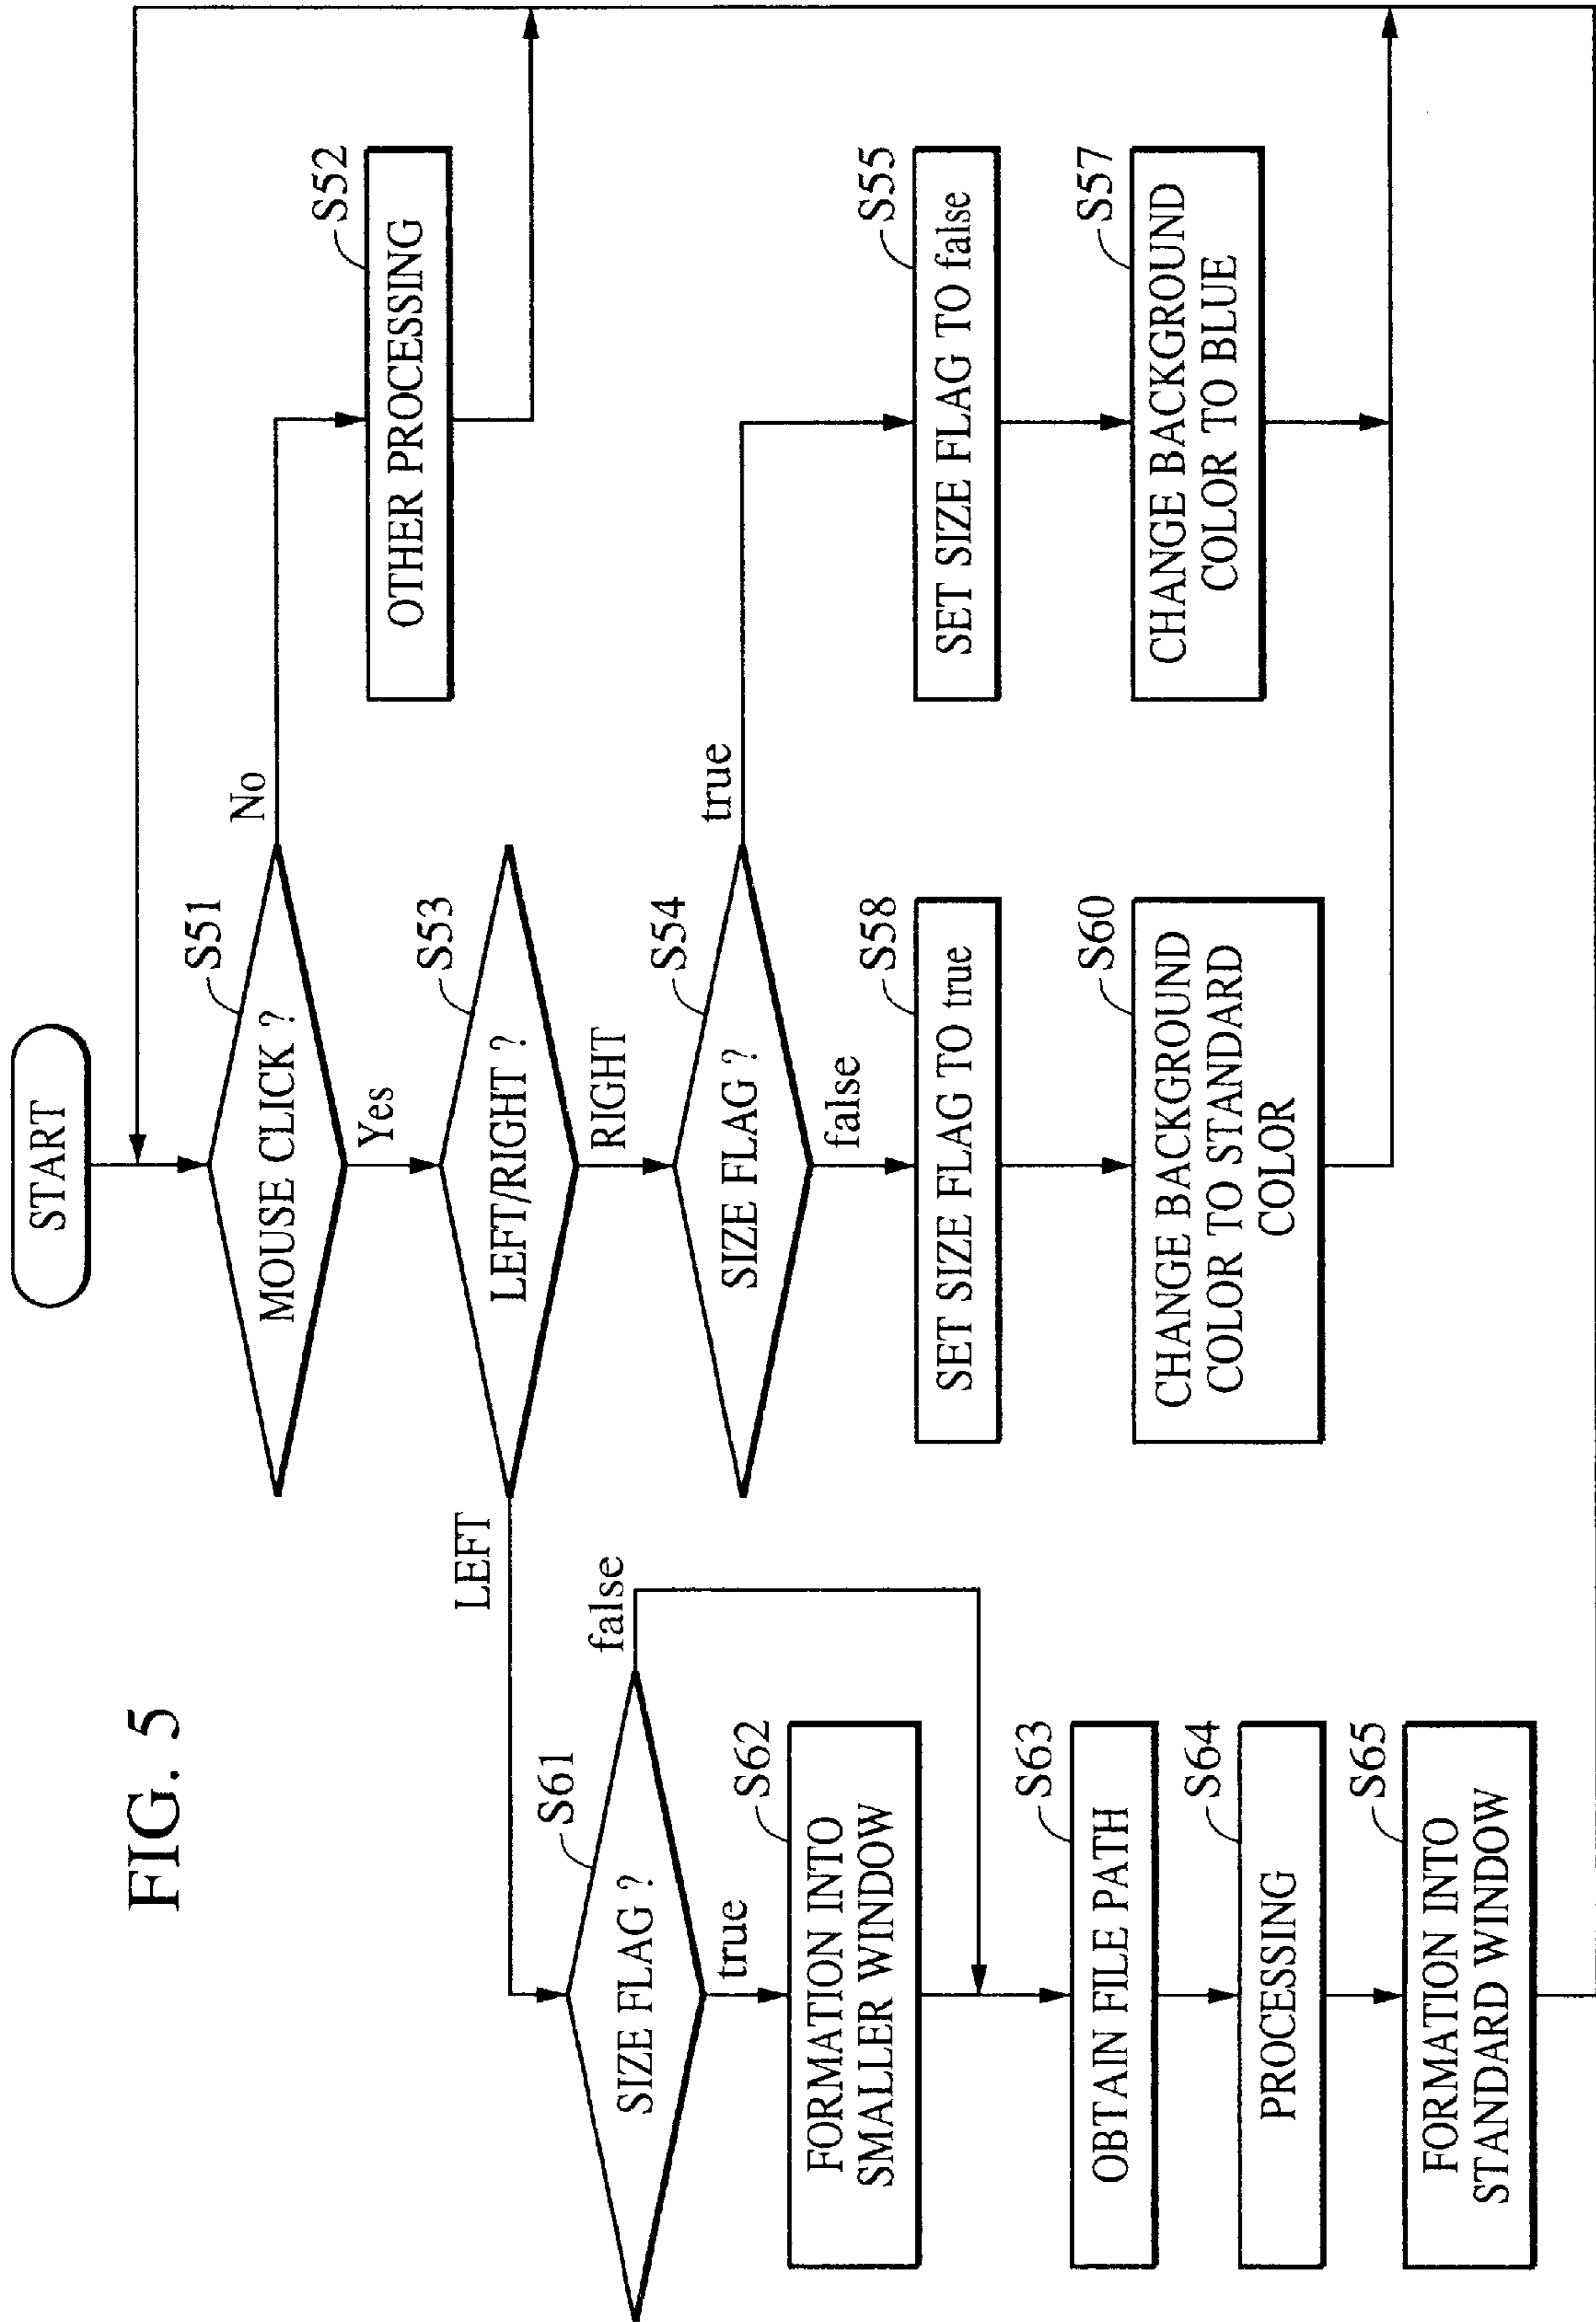 FIG. 5
START
MOUSE CLICK ?
S51
No
Yes
OTHER PROCESSING
S52
LEFT/RIGHT ?
S53
LEFT
RIGHT
SIZE FLAG ?
S54
true
false
SET SIZE FLAG TO false
S55
CHANGE BACKGROUND
COLOR TO BLUE
S57
SET SIZE FLAG TO true
S58
CHANGE BACKGROUND
COLOR TO STANDARD
COLOR
S60
SIZE FLAG ?
S61
false
true
FORMATION INTO
SMALLER WINDOW
S62
OBTAIN FILE PATH
S63
PROCESSING
S64
FORMATION INTO
STANDARD WINDOW
S65